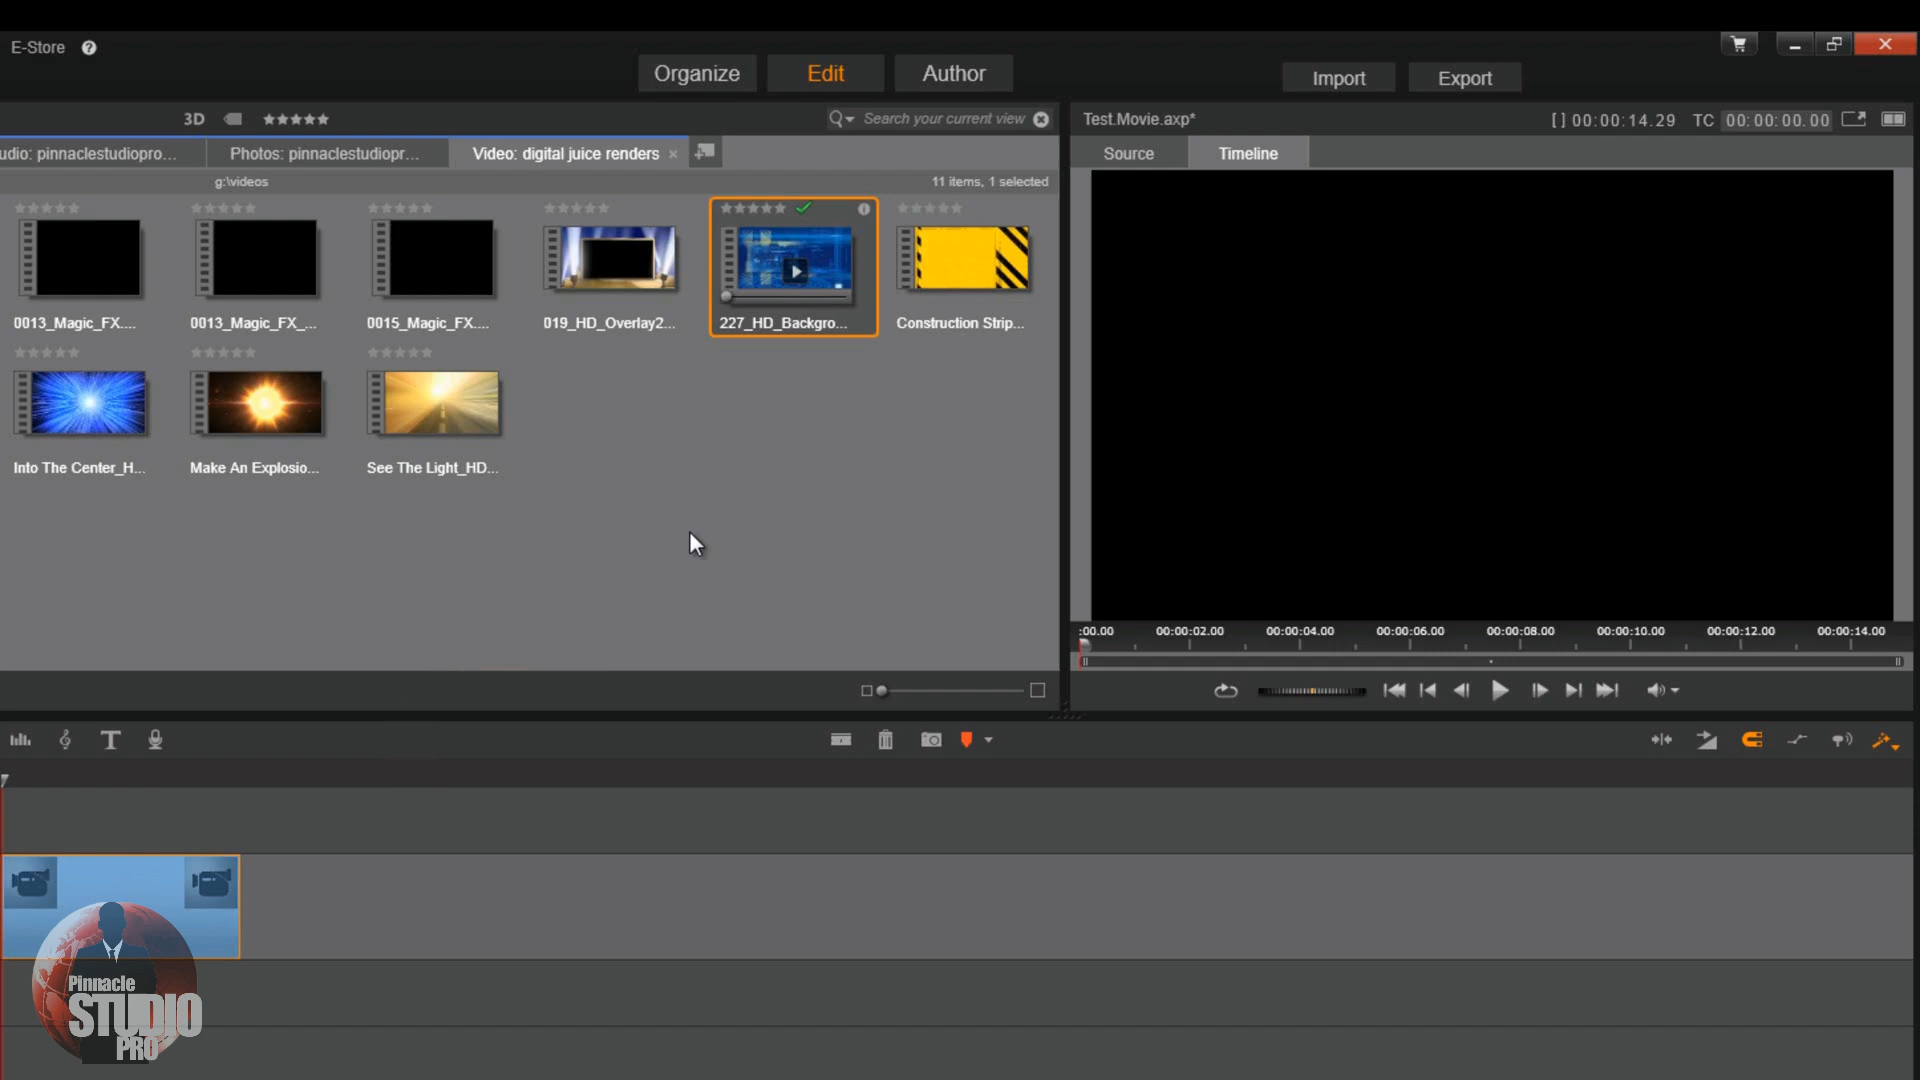 E-Store ?
Organize
Edit
Author
Import
Export
3D
Search your current view
Test.Movie.axp*
[ ] 00:00:14.29
TC 00:00:00.00
udio: pinnaclestudiopro...
Photos: pinnaclestudiopr...
Video: digital juice renders ×
Source
Timeline
g:\videos
11 items, 1 selected
0013_Magic_FX....
0013_Magic_FX_...
0015_Magic_FX....
019_HD_Overlay2...
227_HD_Backgro...
Construction Strip...
Into The Center_H...
Make An Explosio...
See The Light_HD...
:00.00
00:00:02.00
00:00:04.00
00:00:06.00
00:00:08.00
00:00:10.00
00:00:12.00
00:00:14.00
Pinnacle
STUDIO
PRO